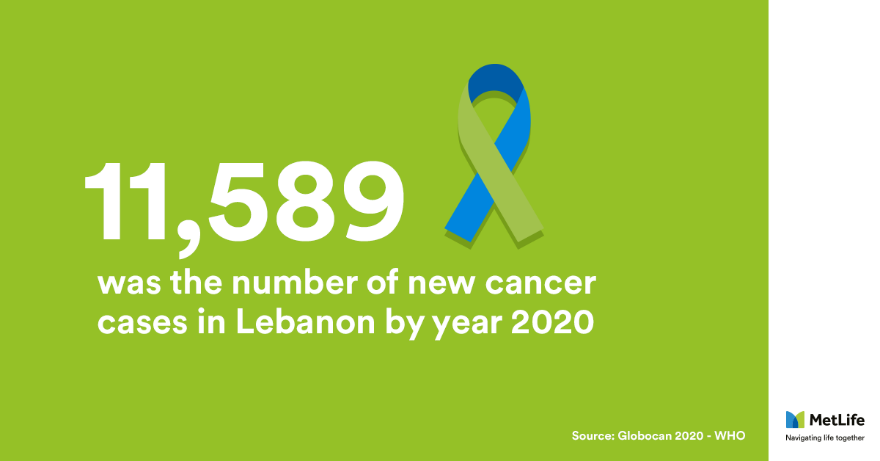 11,589
was the number of new cancer
cases in Lebanon by year 2020
Source: Globocan 2020 - WHO
MetLife
Navigating life together